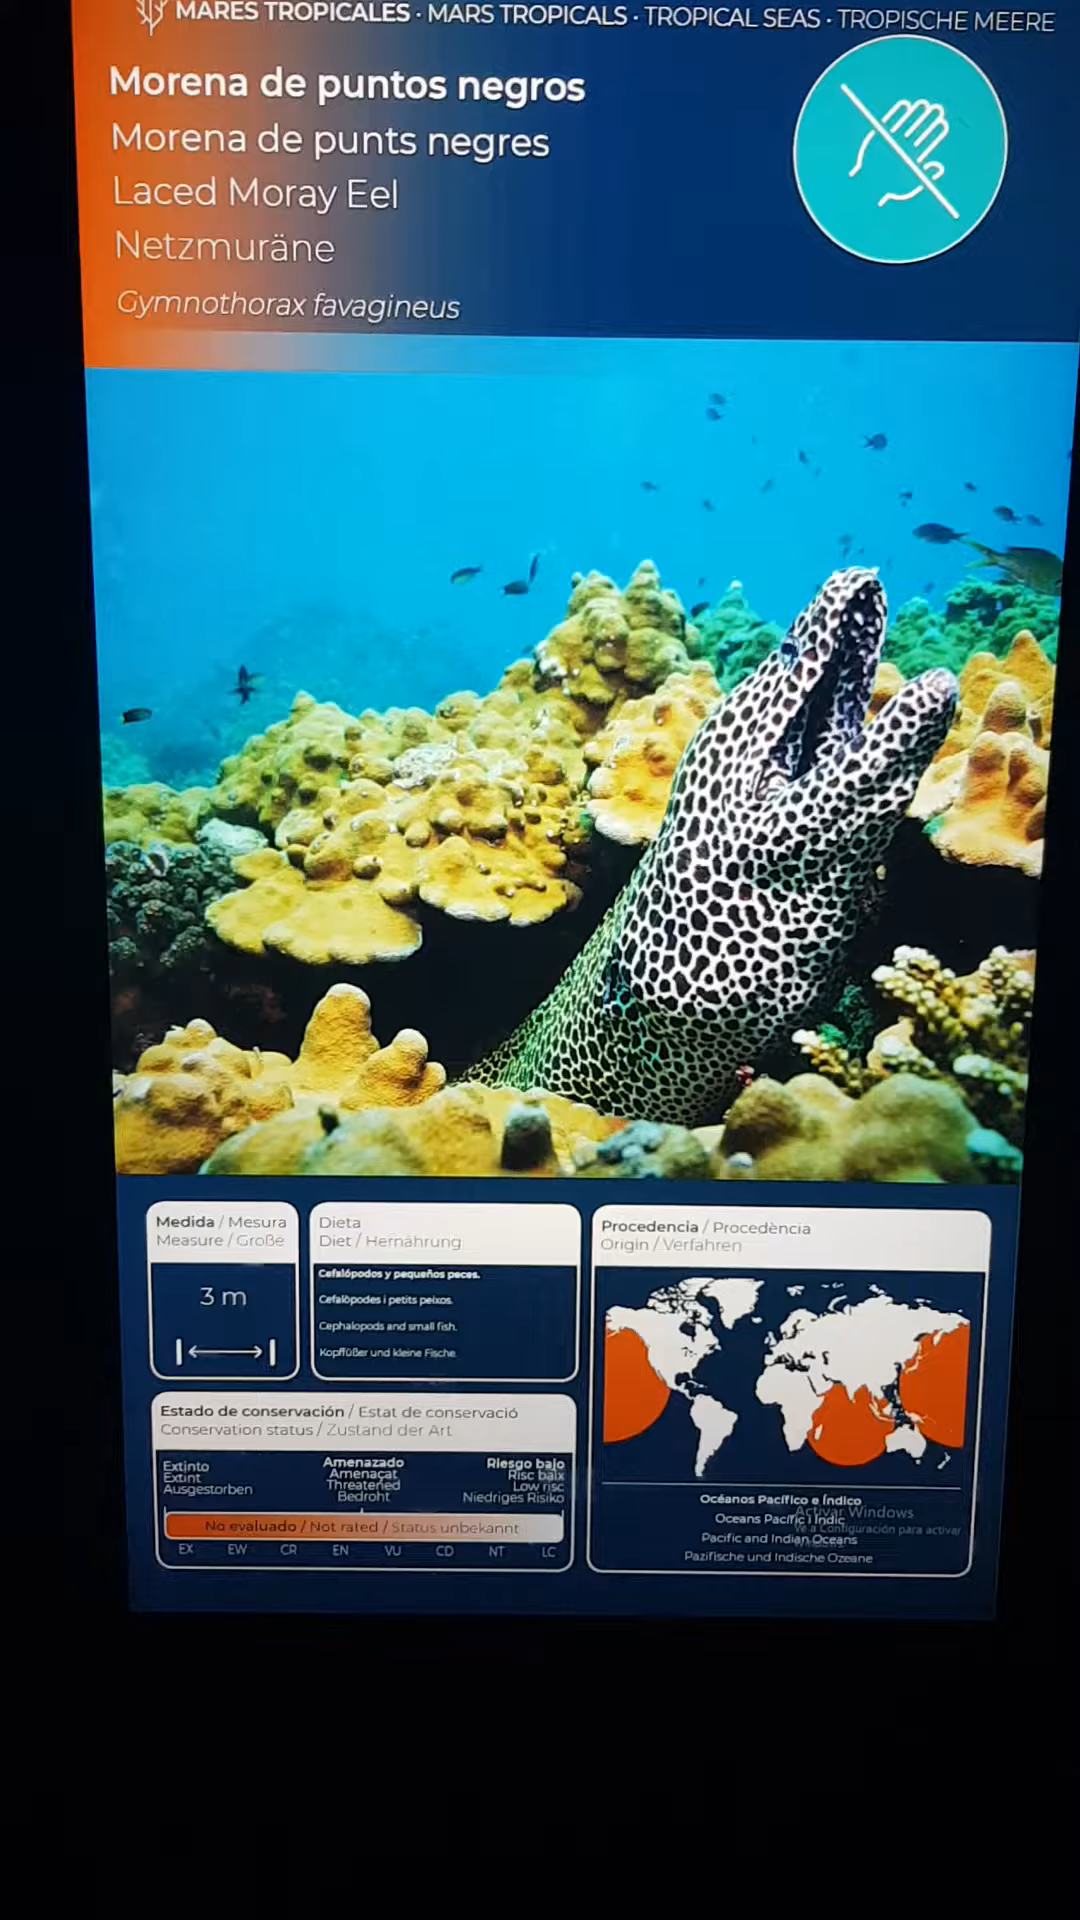 MARES TROPICALES · MARS TROPICALS · TROPICAL SEAS · TROPISCHE MEERE
Morena de puntos negros
Morena de punts negres
Laced Moray Eel
Netzmuräne
Gymnothorax favagineus
Medida / Mesura
Measure / Große
3 m
Dieta
Diet / Hernährung
Cefalópodos y pequeños peces.
Cefalòpodes i petits peixos.
Cephalopods and small fish.
Kopffüßer und kleine Fische.
Procedencia / Procedència
Origin / Verfahren
Océanos Pacífico e Índico
Oceans Pacífic i Índic
Pacific and Indian Oceans
Pazifische und Indische Ozeane
Activar Windows
Ve a Configuración para activar
Estado de conservación / Estat de conservació
Conservation status / Zustand der Art
Extinto
Extint
Ausgestorben
Amenazado
Amenaçat
Threatened
Bedroht
Riesgo bajo
Risc baix
Low risc
Niedriges Risiko
No evaluado / Not rated / Status unbekannt
EX EW CR EN VU CD NT LC